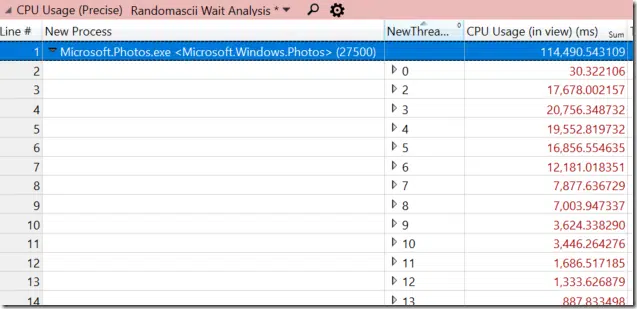 CPU Usage (Precise) Randomascii Wait Analysis *
Line # New Process NewThrea... 0 CPU Usage (in view) (ms) Sum
1 Microsoft.Photos.exe <Microsoft.Windows.Photos> (27500) 114,490.543109
2 0 30.322106
3 2 17,678.002157
4 3 20,756.348732
5 4 19,552.819732
6 5 16,856.554635
7 6 12,181.018351
8 7 7,877.636729
9 8 7,003.947337
10 9 3,624.338290
11 10 3,446.264276
12 11 1,686.517185
13 12 1,333.626879
14 13 887.833498